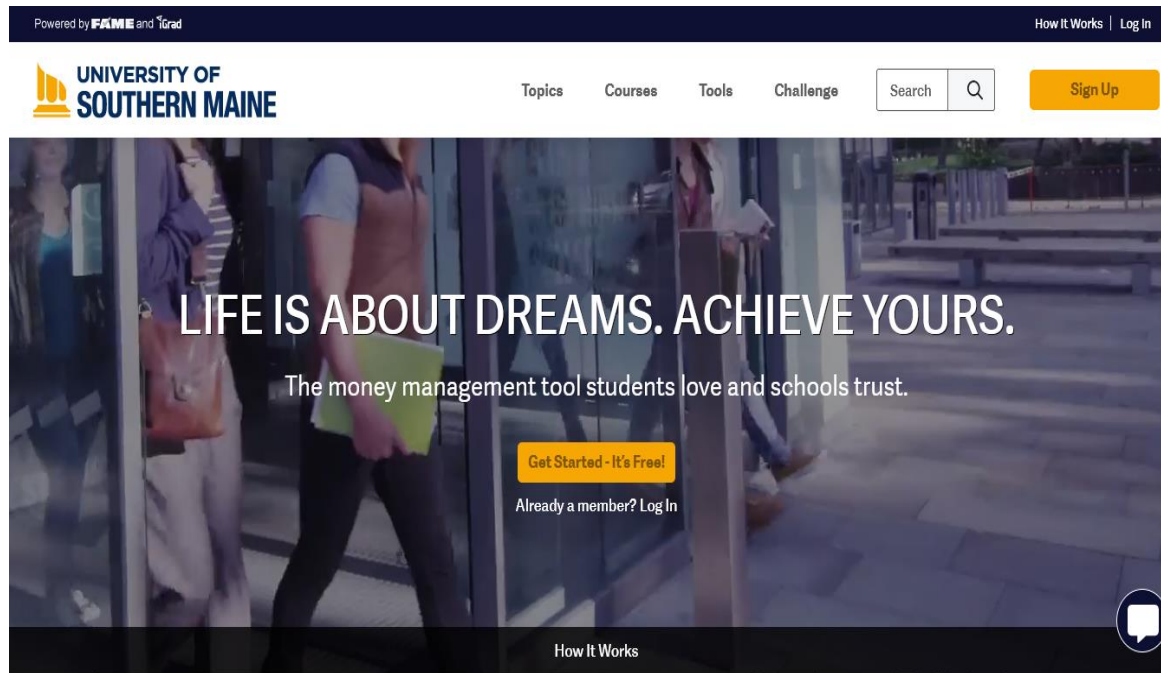 Powered by FAME and iGrad
How It Works | Log In
UNIVERSITY OF
SOUTHERN MAINE
Topics
Courses
Tools
Challenge
Search
Sign Up
LIFE IS ABOUT DREAMS. ACHIEVE YOURS.
The money management tool students love and schools trust.
Get Started - It's Free!
Already a member? Log In
How It Works